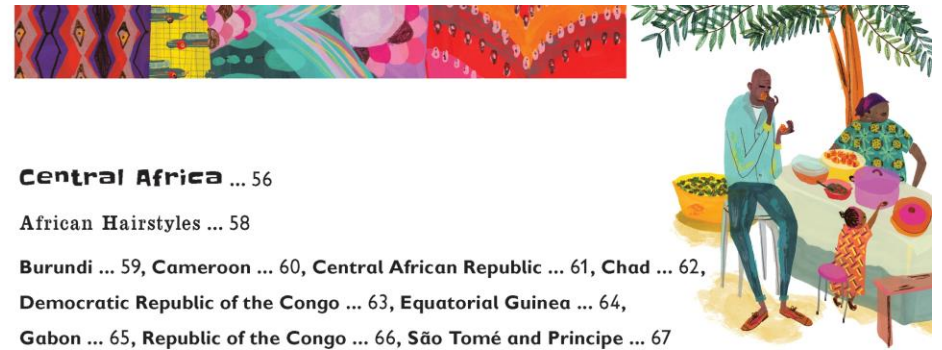 Central Africa ... 56
African Hairstyles ... 58
Burundi ... 59, Cameroon ... 60, Central African Republic ... 61, Chad ... 62,
Democratic Republic of the Congo ... 63, Equatorial Guinea ... 64,
Gabon ... 65, Republic of the Congo ... 66, São Tomé and Principe ... 67